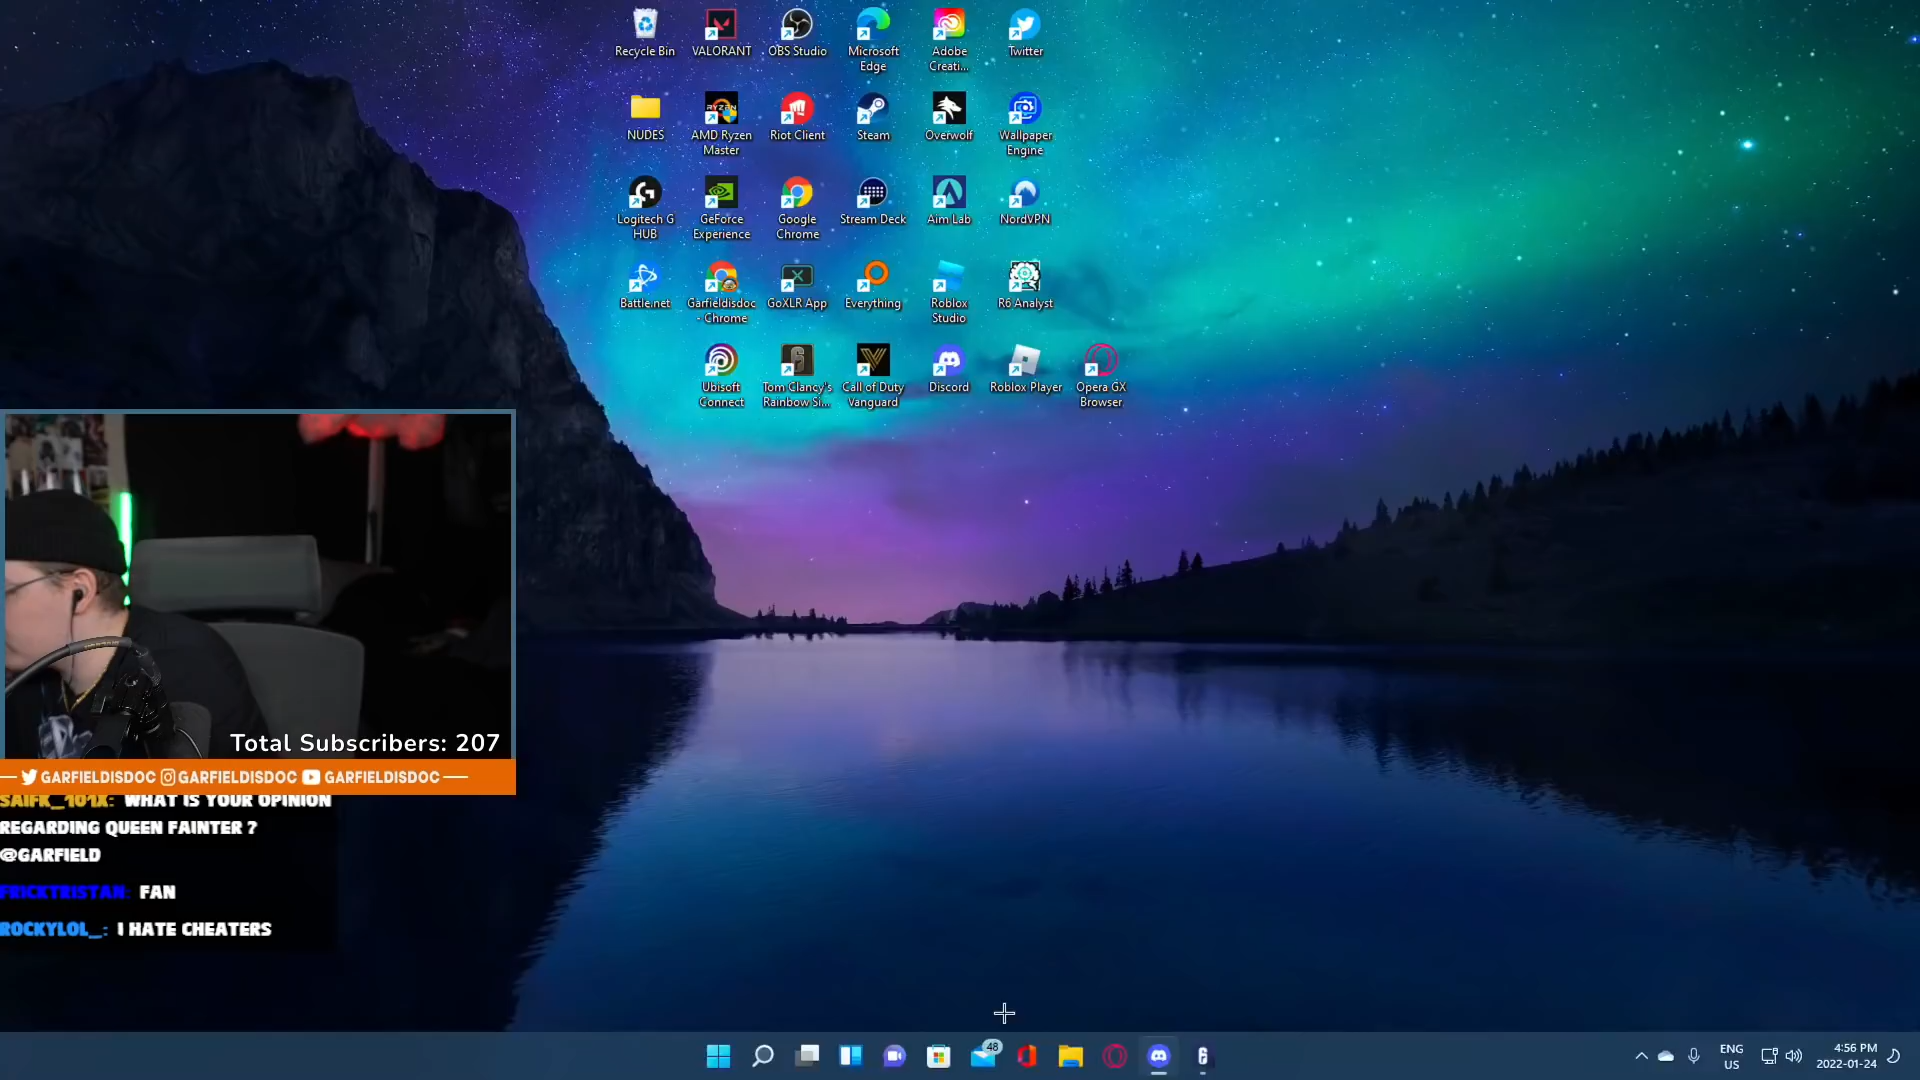 Recycle Bin
VALORANT
OBS Studio
Microsoft
Edge
Adobe
Creati...
Twitter
NUDES
AMD Ryzen
Master
Riot Client
Steam
Overwolf
Wallpaper
Engine
Logitech G
HUB
GeForce
Experience
Google
Chrome
Stream Deck
Aim Lab
NordVPN
Battle.net
Garfieldisdoc
- Chrome
GoXLR App
Everything
Roblox
Studio
R6 Analyst
Ubisoft
Connect
Tom Clancy's
Rainbow Si...
Call of Duty
Vanguard
Discord
Roblox Player
Opera GX
Browser
Total Subscribers: 207
GARFIELDISDOC GARFIELDISDOC GARFIELDISDOC
SAIFK_101X: WHAT IS YOUR OPINION
REGARDING QUEEN FAINTER ?
@GARFIELD
FRICKTRISTAN: FAN
ROCKYLOL_: I HATE CHEATERS
48
ENG
US
4:56 PM
2022-01-24